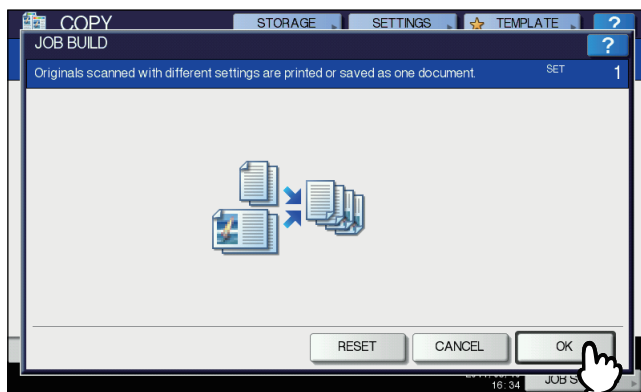 COPY
STORAGE
SETTINGS
TEMPLATE
?
JOB BUILD
?
Originals scanned with different settings are printed or saved as one document.
SET
1
RESET
CANCEL
OK
16:34
JOB S